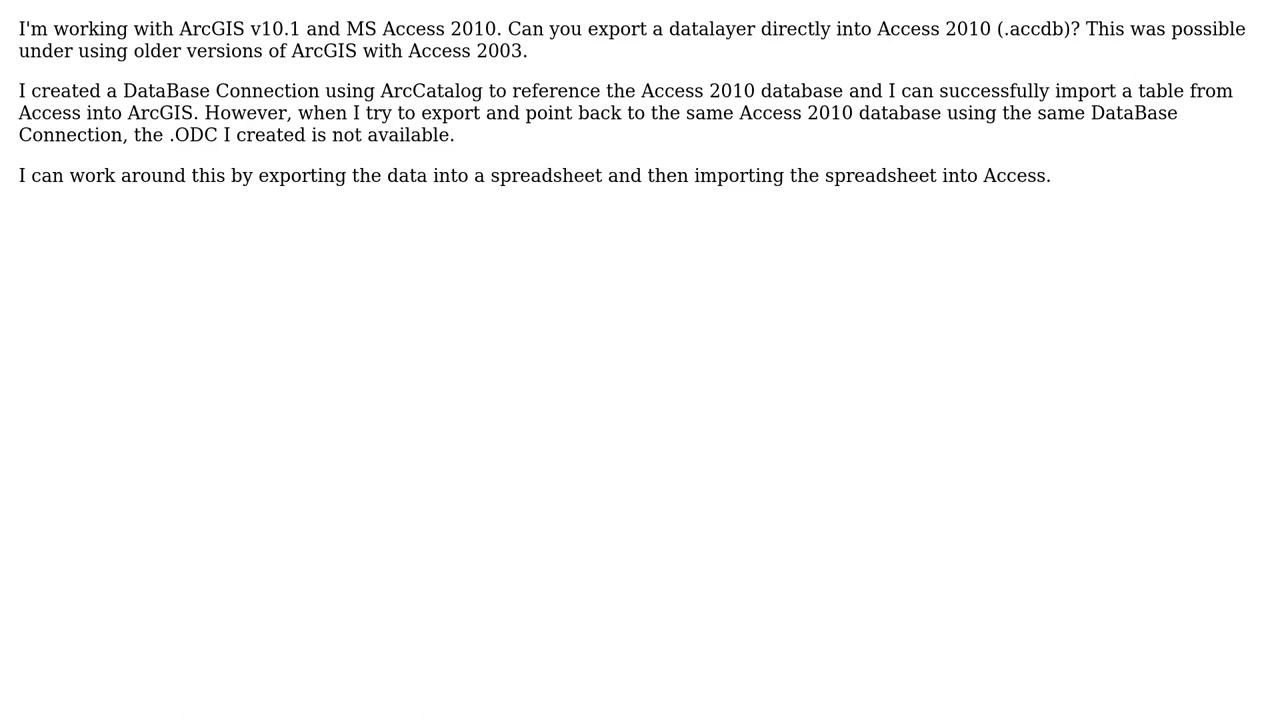 I'm working with ArcGIS v10.1 and MS Access 2010. Can you export a datalayer directly into Access 2010 (.accdb)? This was possible
under using older versions of ArcGIS with Access 2003.
I created a DataBase Connection using ArcCatalog to reference the Access 2010 database and I can successfully import a table from
Access into ArcGIS. However, when I try to export and point back to the same Access 2010 database using the same DataBase
Connection, the .ODC I created is not available.
I can work around this by exporting the data into a spreadsheet and then importing the spreadsheet into Access.